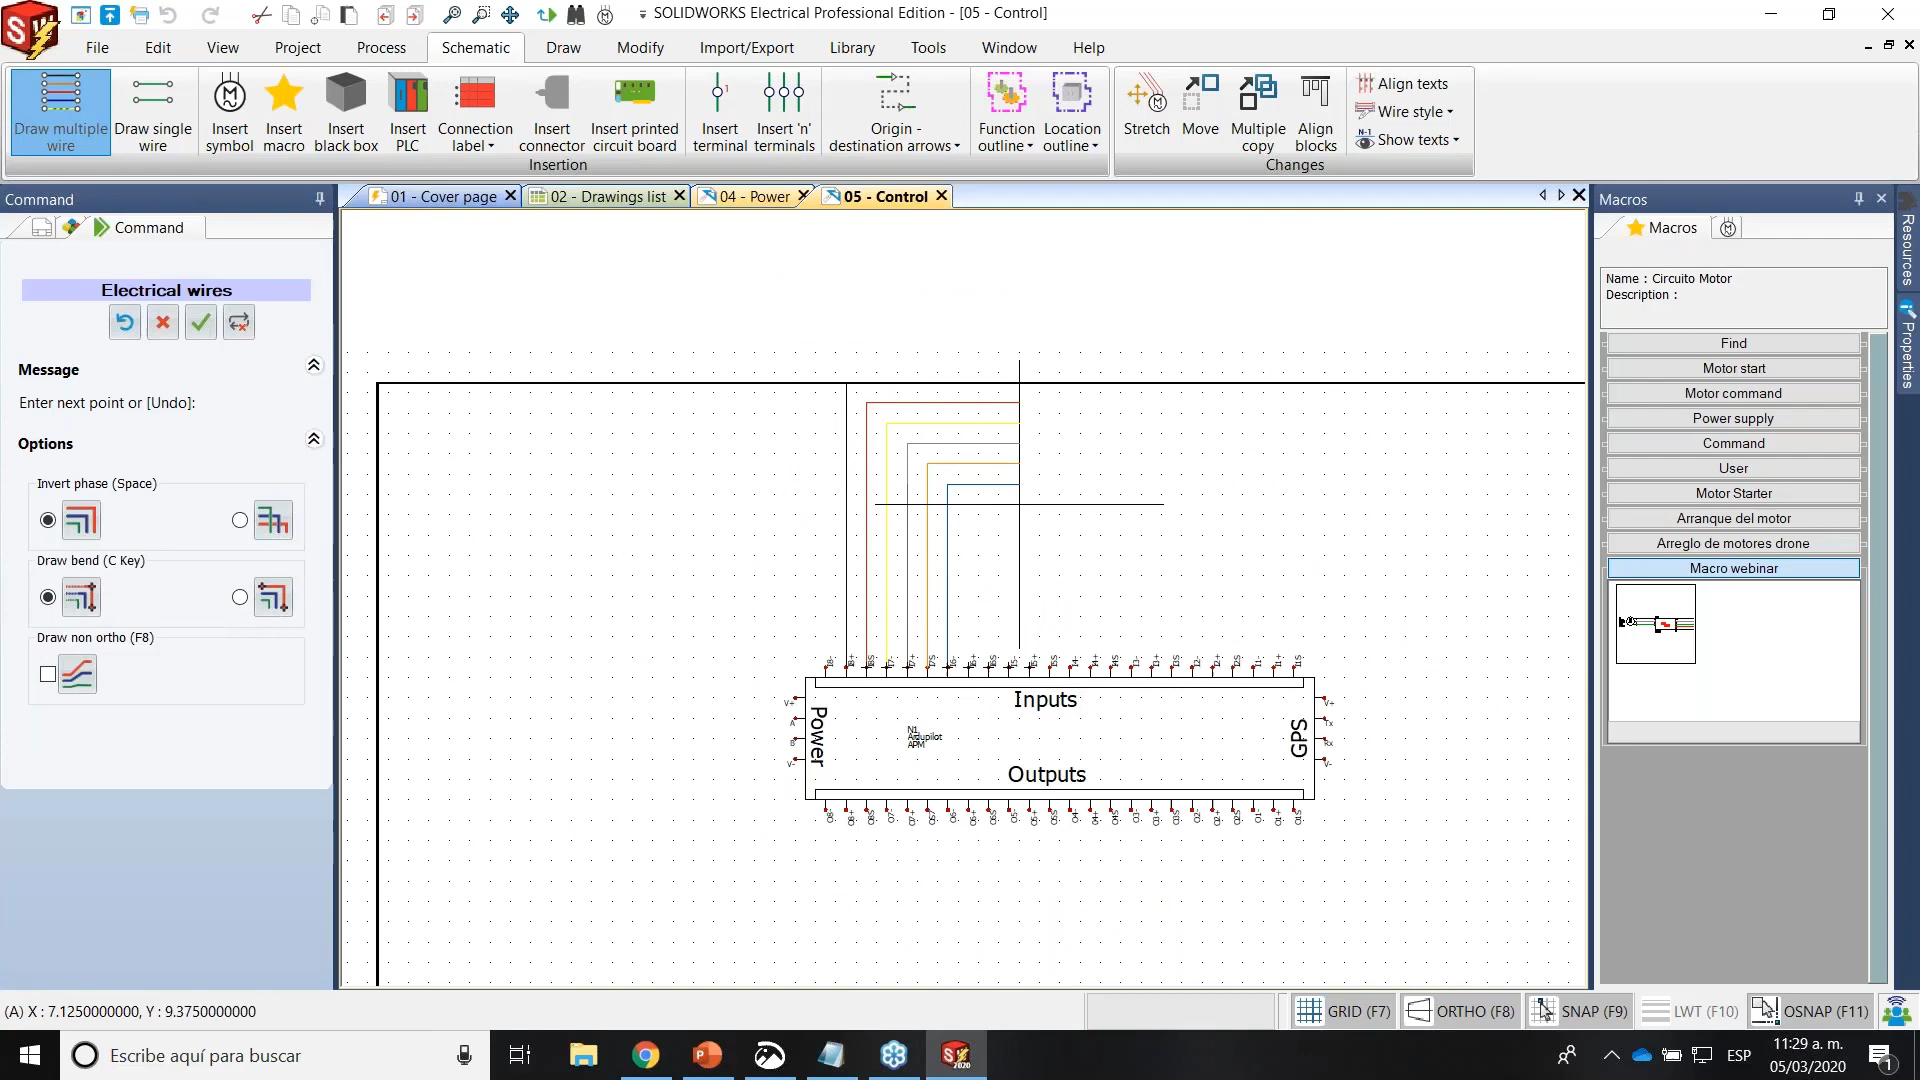 SOLIDWORKS Electrical Professional Edition - [05 - Control]
File Edit View Project Process Schematic Draw Modify Import/Export Library Tools Window Help
Draw multiple wire
Draw single wire
Insert symbol
Insert macro
Insert black box
Insert PLC
Connection label
Insert connector
Insert printed circuit board
Insert terminal
Insert 'n' terminals
Origin - destination arrows
Function outline
Location outline
Stretch
Move
Multiple copy
Align blocks
Align texts
Wire style
Show texts
Insertion
Changes
Command
01 - Cover page
02 - Drawings list
04 - Power
05 - Control
Macros
Command
Electrical wires
Message
Enter next point or [Undo]:
Options
Invert phase (Space)
Draw bend (C Key)
Draw non ortho (F8)
Inputs
Power
N1
Ardupilot
APM
GPS
Outputs
V+
A
B
V-
V+
Tx
Rx
V-
Macros
Name : Circuito Motor
Description :
Find
Motor start
Motor command
Power supply
Command
User
Motor Starter
Arranque del motor
Arreglo de motores drone
Macro webinar
Resources
Properties
(A) X : 7.1250000000, Y : 9.3750000000
GRID (F7)
ORTHO (F8)
SNAP (F9)
LWT (F10)
OSNAP (F11)
Escribe aquí para buscar
ESP
11:29 a. m.
05/03/2020
1